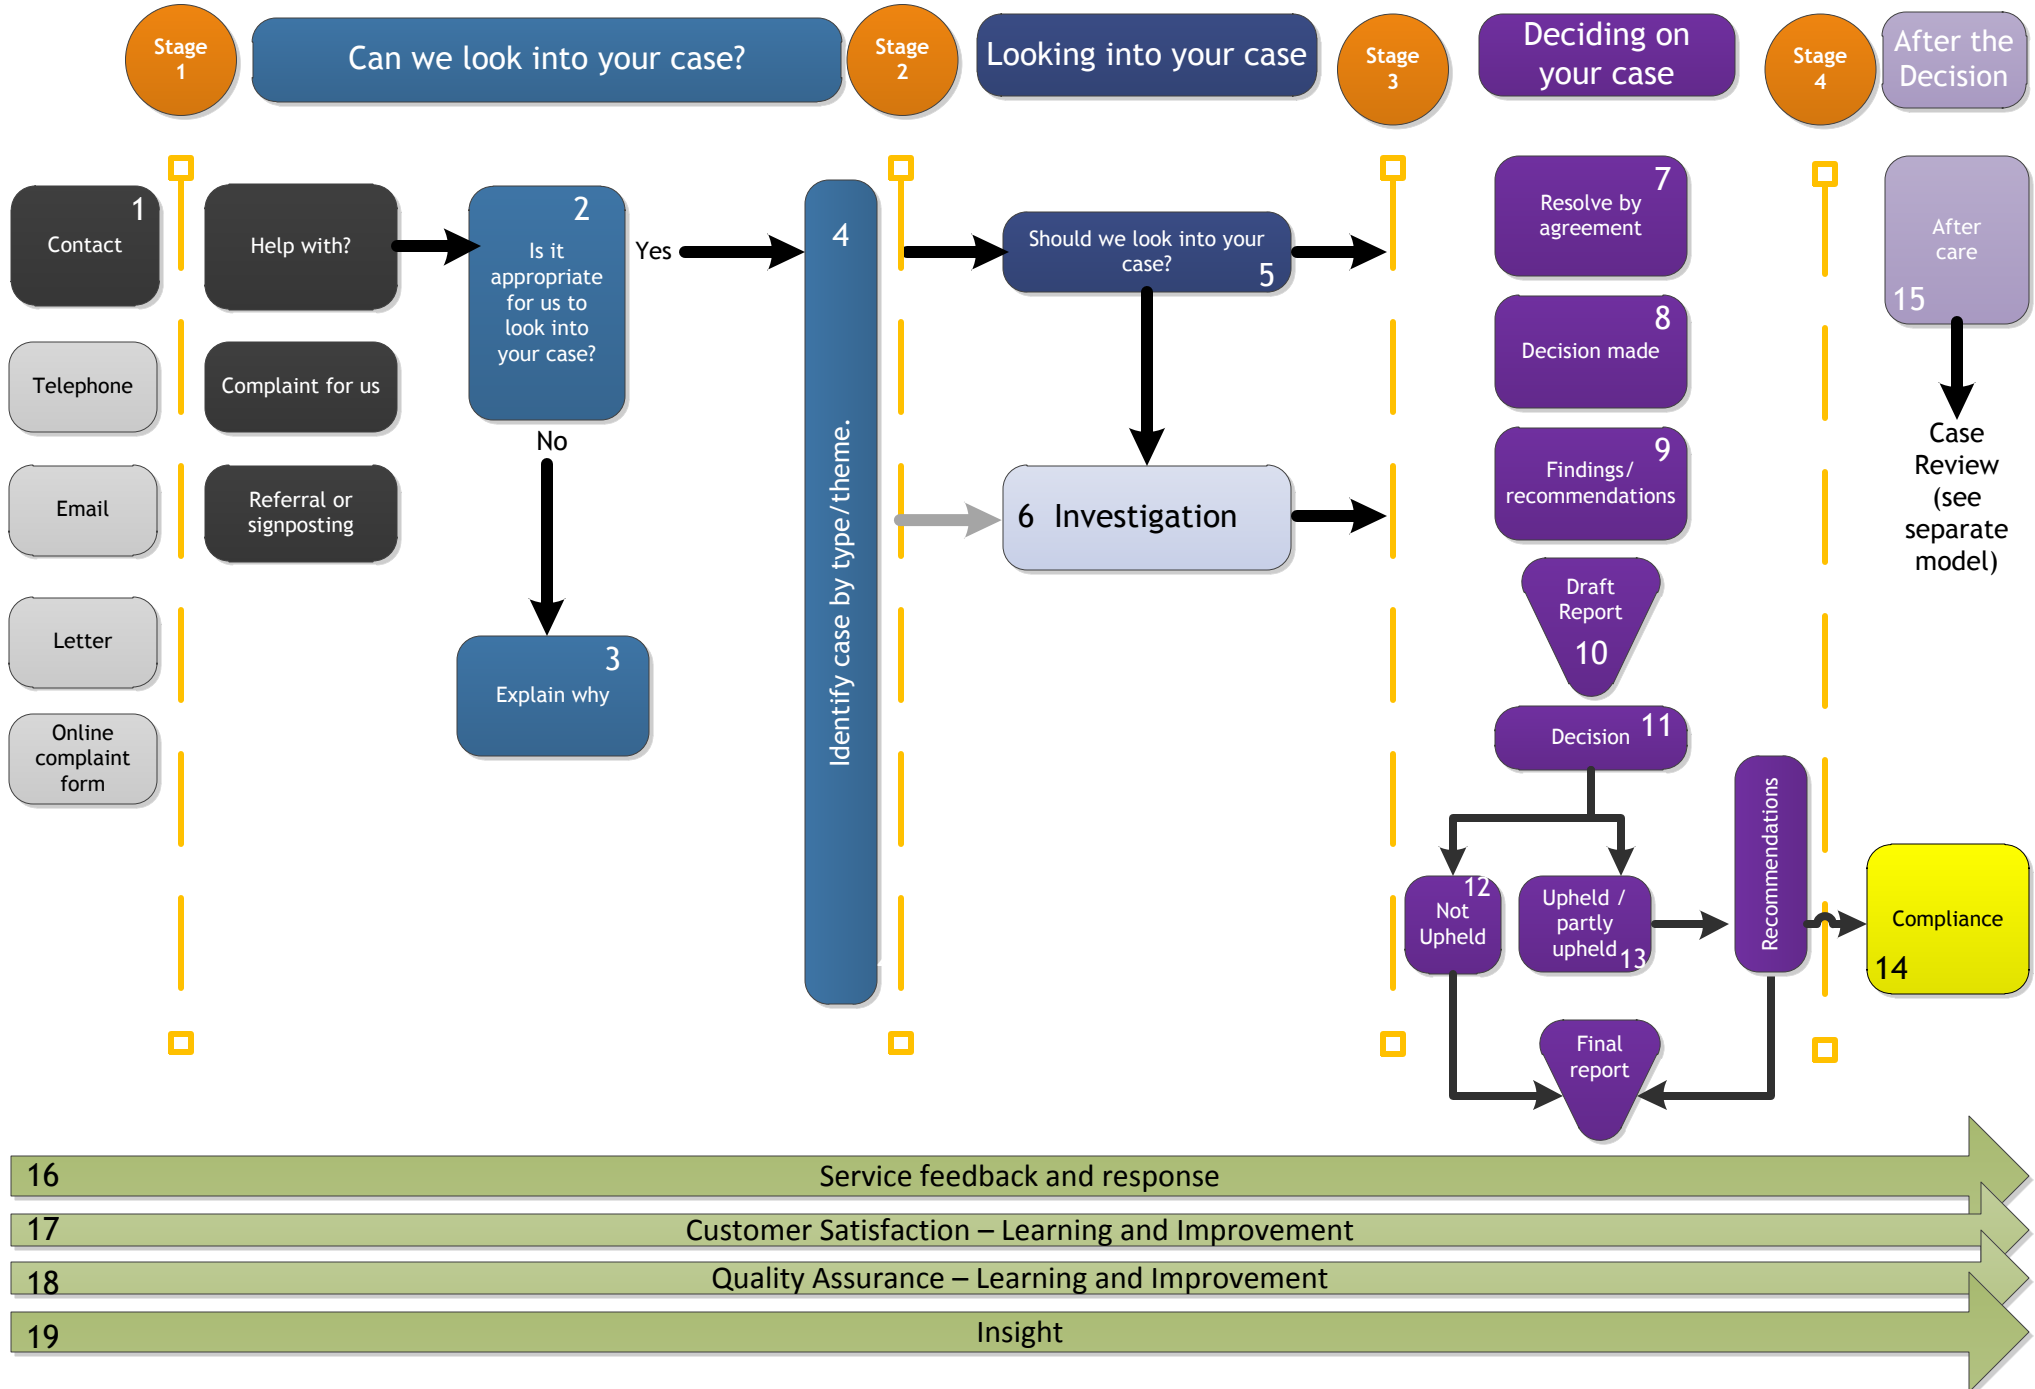 Stage
1
Can we look into your case?
Stage
2
Looking into your case
Stage
3
Deciding on
your case
Stage
4
After the
Decision
1
Contact
Telephone
Email
Letter
Online
complaint
form
Help with?
Complaint for us
Referral or
signposting
2
Is it
appropriate
for us to
look into
your case?
Yes
No
3
Explain why
4
Identify case by type/theme.
Should we look into your
case?
5
6 Investigation
7
Resolve by
agreement
8
Decision made
9
Findings/
recommendations
Draft
Report
10
Decision 11
12
Not
Upheld
Upheld /
partly
upheld 13
Recommendations
Final
report
After
care
15
Case
Review
(see
separate
model)
Compliance
14
16 Service feedback and response
17 Customer Satisfaction – Learning and Improvement
18 Quality Assurance – Learning and Improvement
19 Insight